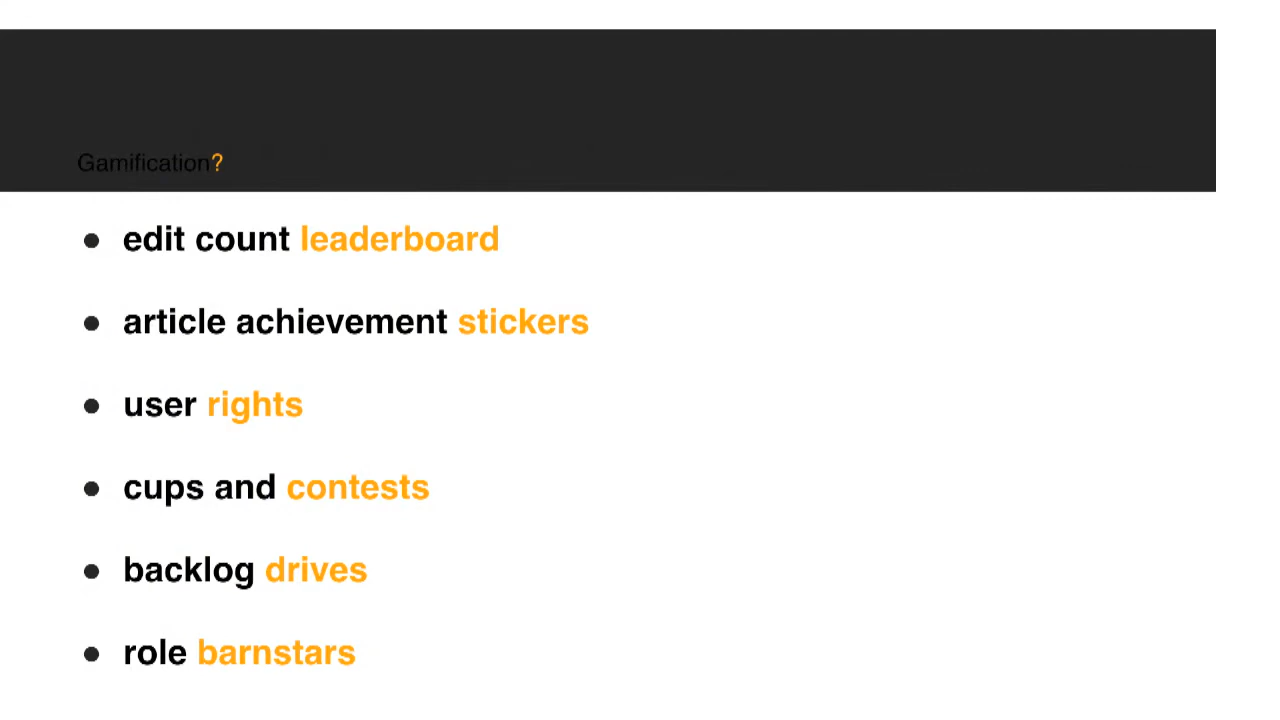 Gamification?
● edit count leaderboard
● article achievement stickers
● user rights
● cups and contests
● backlog drives
● role barnstars